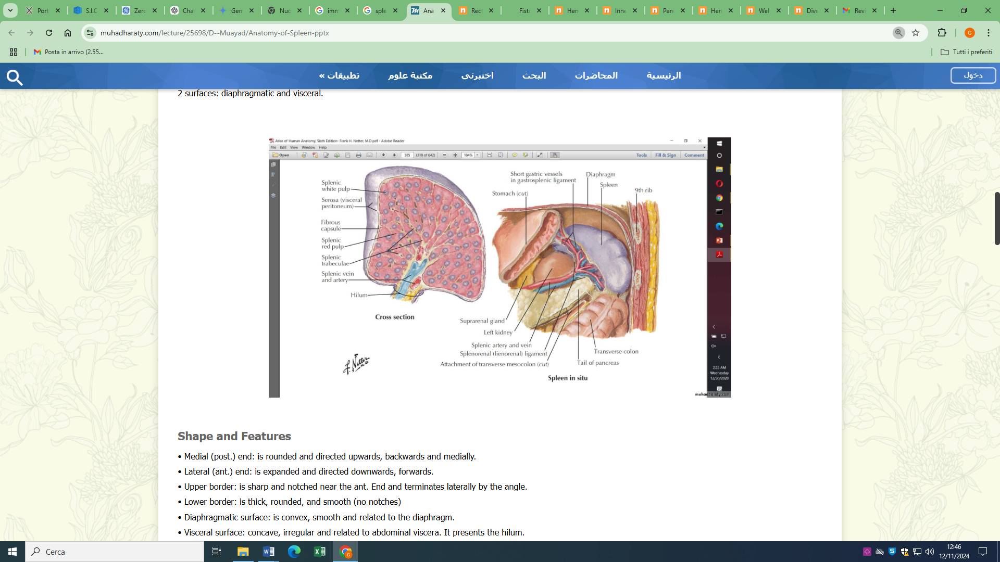 Port
S.I.C
Zero
Chat
Gem
Nuc
imm
sple
Ana
Rect
Fist
Hem
Inne
Pen
Her
Wel
Dive
Revi
muhadharaty.com/lecture/25698/D--Muayad/Anatomy-of-Spleen-pptx
G
Posta in arrivo (2.55...
Tutti i preferiti
الرئيسية
المحاضرات
البحث
اختبرني
مكتبة علوم
تطبيقات »
دخول
2 surfaces: diaphragmatic and visceral.
Atlas of Human Anatomy, Sixth Edition- Frank H. Netter, M.D.pdf - Adobe Reader
File Edit View Window Help
Open
305 (318 of 642)
184%
Tools Fill & Sign Comment
Splenic
white pulp
Serosa (visceral
peritoneum)
Fibrous
capsule
Splenic
red pulp
Splenic
trabeculae
Splenic vein
and artery
Hilum
Cross section
F. Netter
M.D.
Short gastric vessels
in gastrosplenic ligament
Diaphragm
Spleen
Stomach (cut)
9th rib
Suprarenal gland
Left kidney
Splenic artery and vein
Splenorenal (lienorenal) ligament
Attachment of transverse mesocolon (cut)
Transverse colon
Tail of pancreas
Spleen in situ
ع
2:22 AM
Wednesday
12/30/2020
muhadharaty.com
Shape and Features
• Medial (post.) end: is rounded and directed upwards, backwards and medially.
• Lateral (ant.) end: is expanded and directed downwards, forwards.
• Upper border: is sharp and notched near the ant. End and terminates laterally by the angle.
• Lower border: is thick, rounded, and smooth (no notches)
• Diaphragmatic surface: is convex, smooth and related to the diaphragm.
• Visceral surface: concave, irregular and related to abdominal viscera. It presents the hilum.
Cerca
12:46
12/11/2024